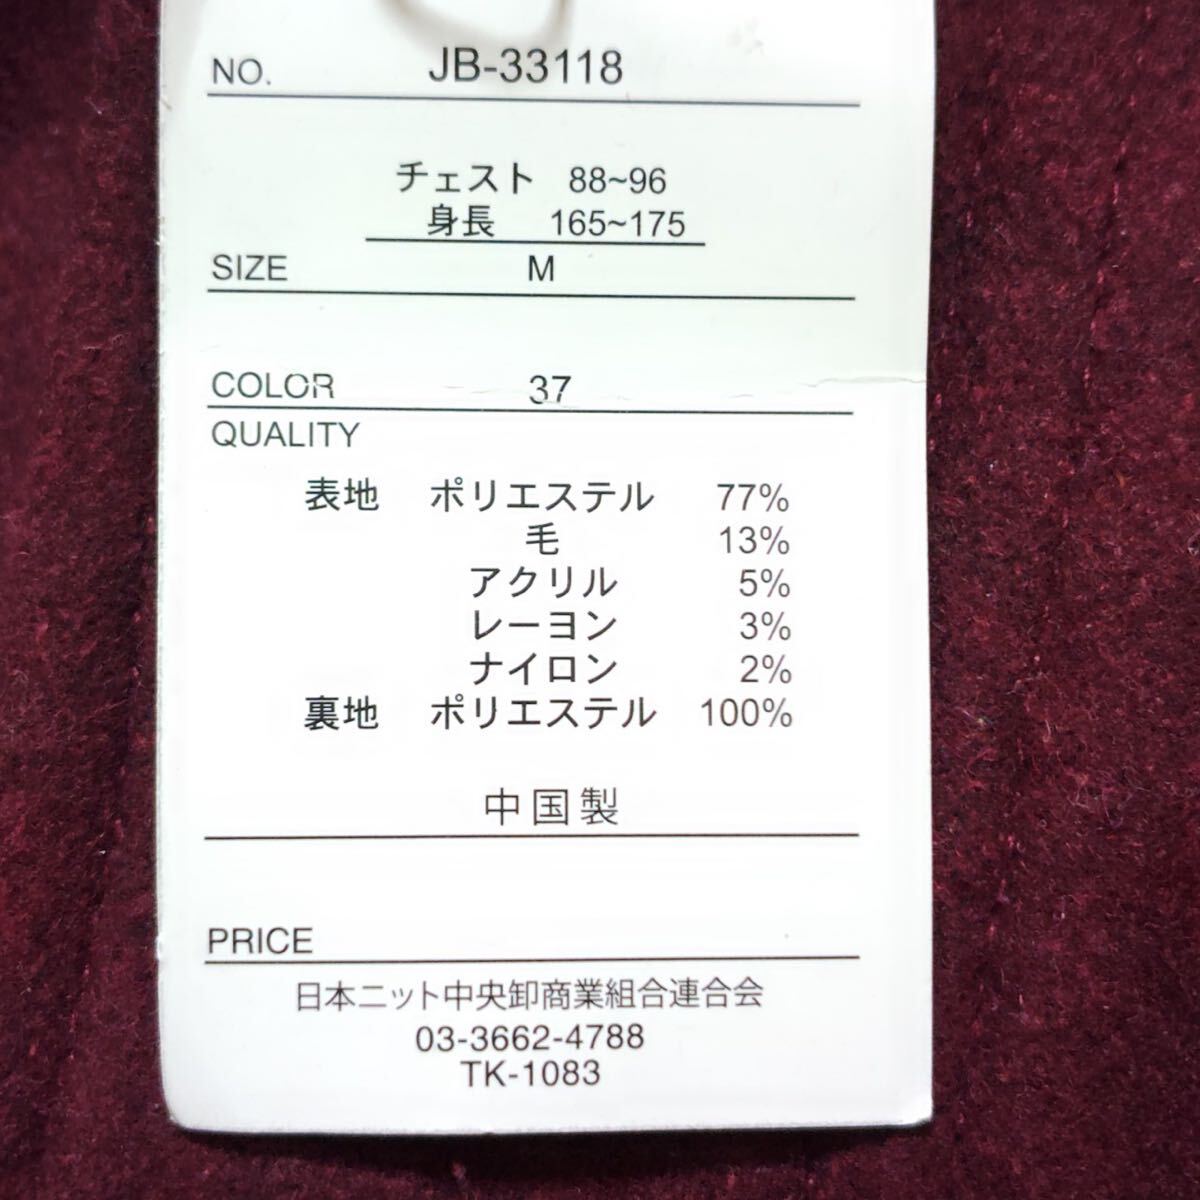 NO. JB-33118
チェスト 88~96
身長 165~175
SIZE M
COLOR 37
QUALITY
表地 ポリエステル 77%
毛 13%
アクリル 5%
レーヨン 3%
ナイロン 2%
裏地 ポリエステル 100%
中国製
PRICE
日本ニット中央卸商業組合連合会
03-3662-4788
TK-1083